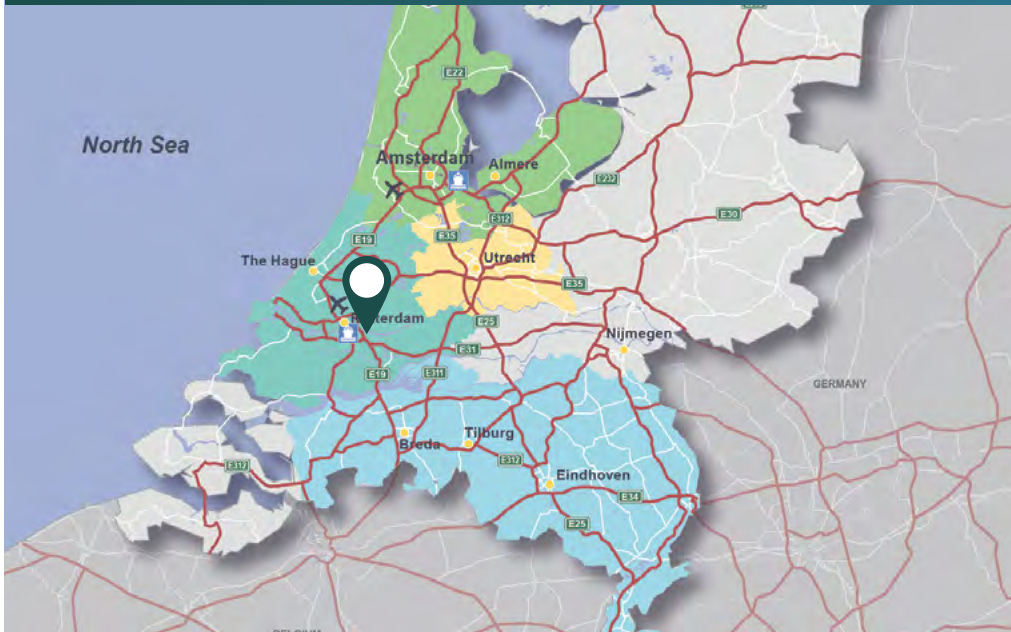 E22
North Sea
Amsterdam
Almere
E232
E30
E312
E19
E35
Utrecht
The Hague
E35
Rotterdam
E25
Nijmegen
E31
E311
E19
GERMANY
Breda
Tilburg
E312
E312
Eindhoven
E34
E25